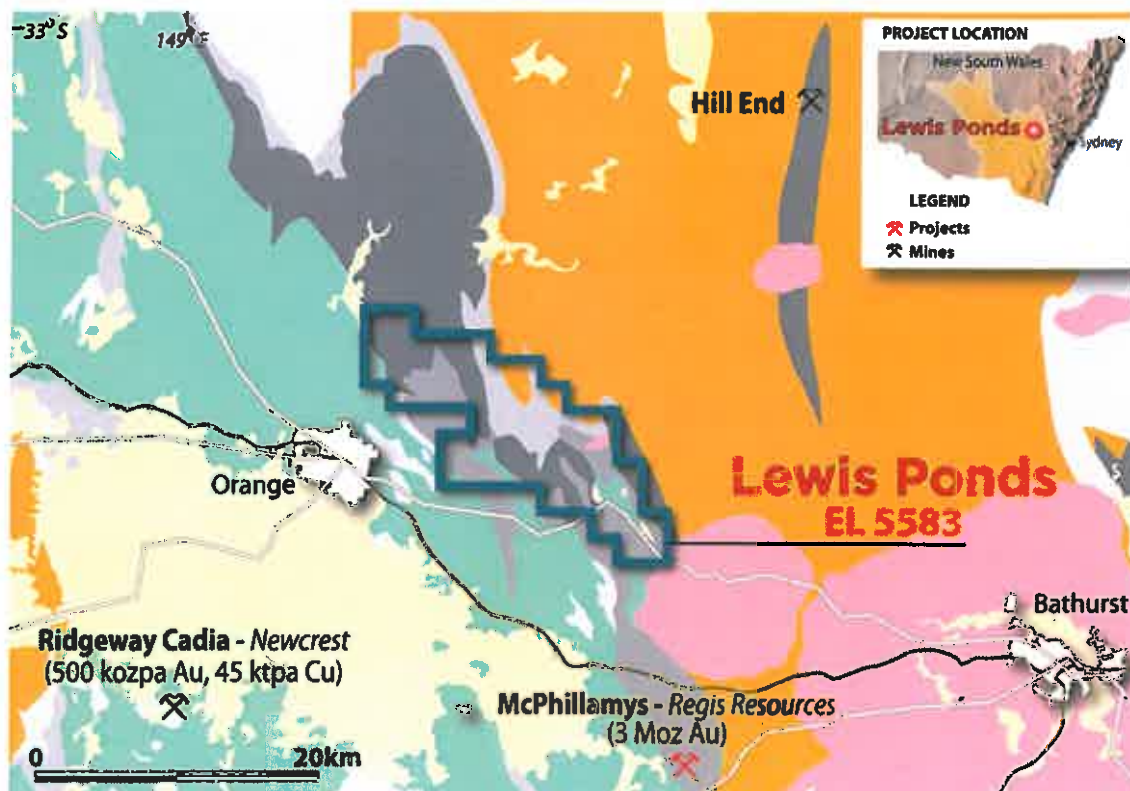 33° S
149° E
Hill End
PROJECT LOCATION
New South Wales
Lewis Ponds
ydney
LEGEND
Projects
Mines
Orange
Lewis Ponds
EL 5583
Bathurst
Ridgeway Cadia - Newcrest
(500 kozpa Au, 45 ktpa Cu)
McPhillamys - Regis Resources
(3 Moz Au)
0 20km
S